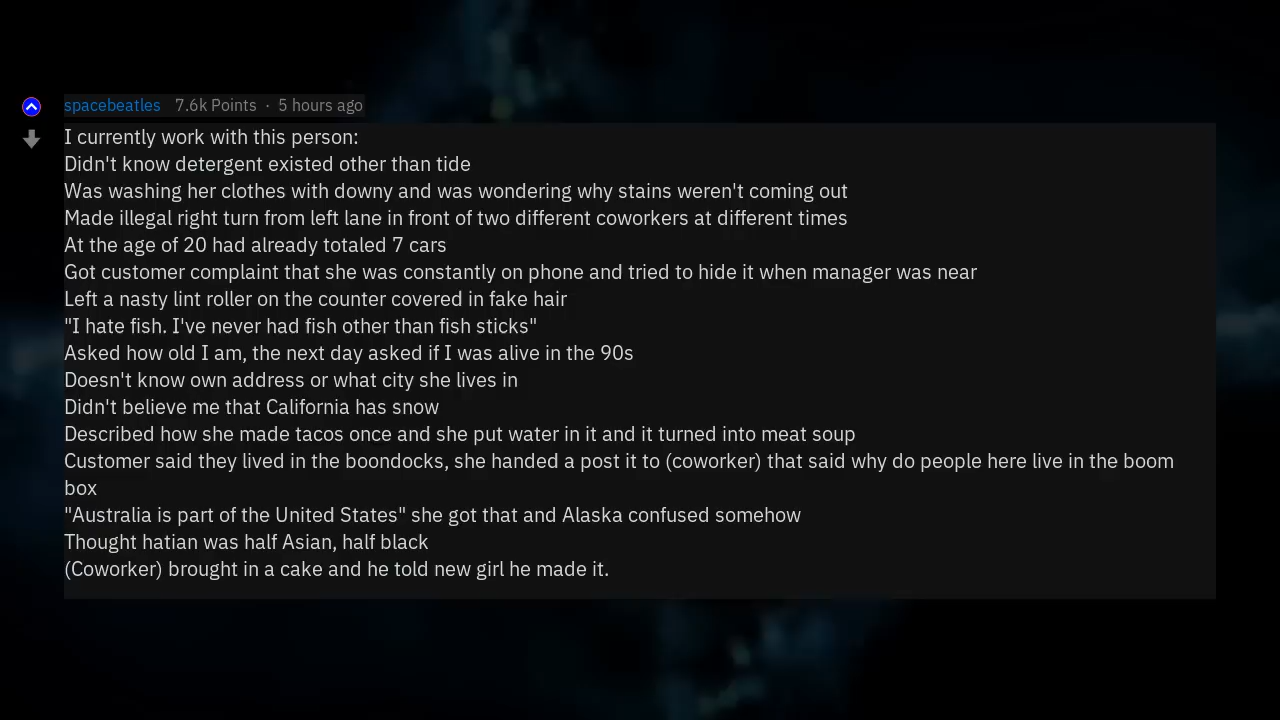 spacebeatles 7.6k Points · 5 hours ago
I currently work with this person:
Didn't know detergent existed other than tide
Was washing her clothes with downy and was wondering why stains weren't coming out
Made illegal right turn from left lane in front of two different coworkers at different times
At the age of 20 had already totaled 7 cars
Got customer complaint that she was constantly on phone and tried to hide it when manager was near
Left a nasty lint roller on the counter covered in fake hair
"I hate fish. I've never had fish other than fish sticks"
Asked how old I am, the next day asked if I was alive in the 90s
Doesn't know own address or what city she lives in
Didn't believe me that California has snow
Described how she made tacos once and she put water in it and it turned into meat soup
Customer said they lived in the boondocks, she handed a post it to (coworker) that said why do people here live in the boom
box
"Australia is part of the United States" she got that and Alaska confused somehow
Thought hatian was half Asian, half black
(Coworker) brought in a cake and he told new girl he made it.